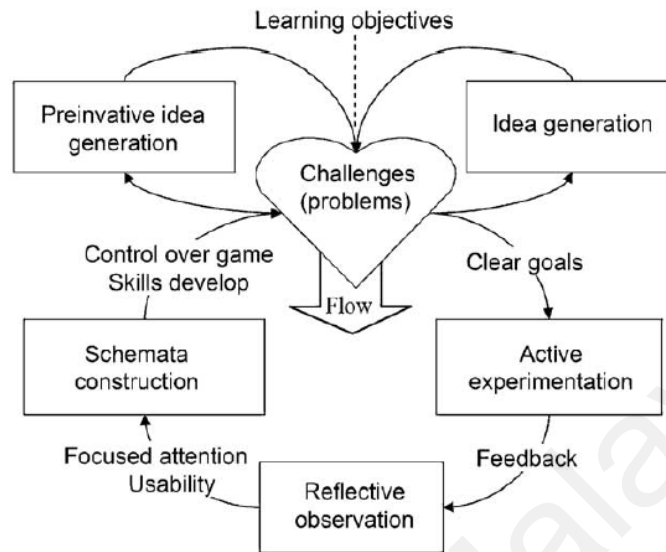 Learning objectives
Preinvative idea
generation
Idea generation
Challenges
(problems)
Control over game
Skills develop
Clear goals
Flow
Schemata
construction
Active
experimentation
Focused attention
Usability
Feedback
Reflective
observation